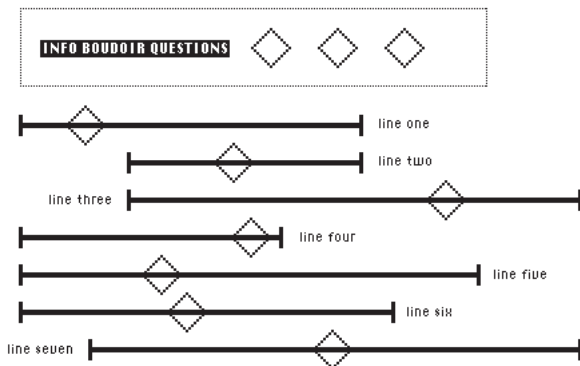 INFO BOUDOIR QUESTIONS
line one
line two
line three
line four
line five
line six
line seven